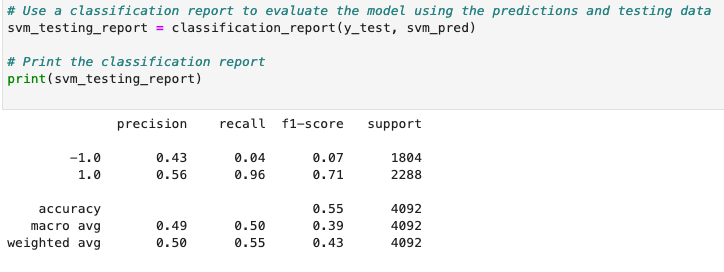 # Use a classification report to evaluate the model using the predictions and testing data
svm_testing_report = classification_report(y_test, svm_pred)
# Print the classification report
print(svm_testing_report)
precision recall f1-score support
-1.0 0.43 0.04 0.07 1804
1.0 0.56 0.96 0.71 2288
accuracy 0.55 4092
macro avg 0.49 0.50 0.39 4092
weighted avg 0.50 0.55 0.43 4092